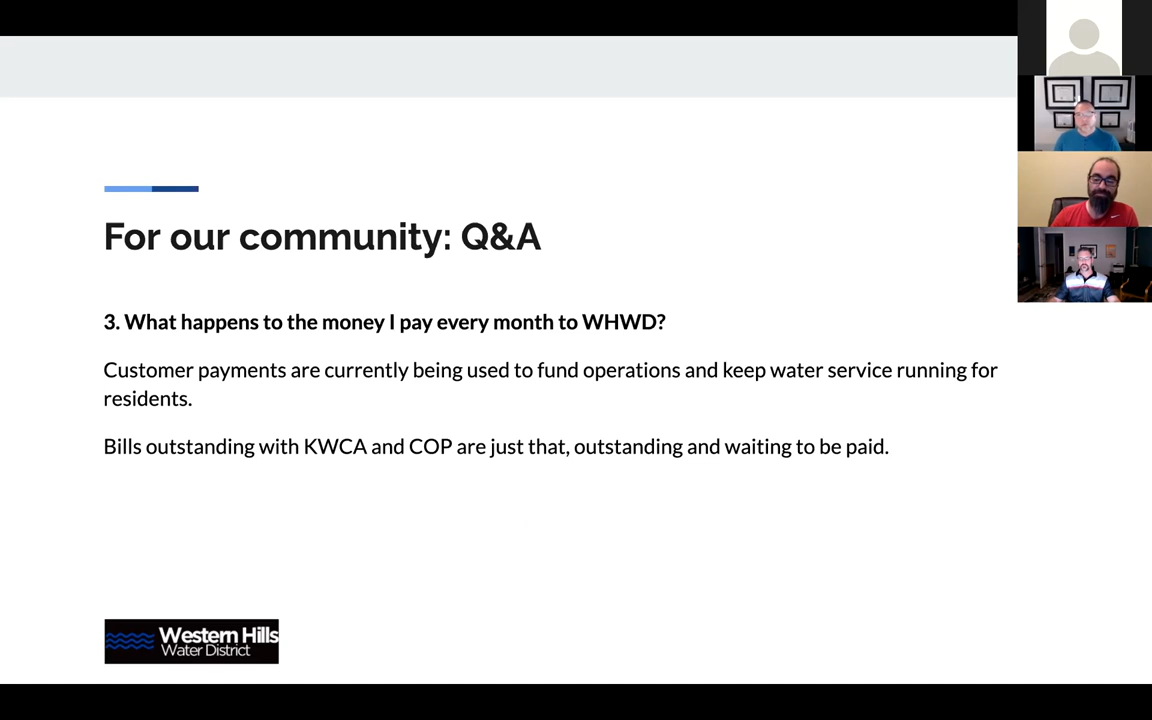 For our community: Q&A
3. What happens to the money I pay every month to WHWD?
Customer payments are currently being used to fund operations and keep water service running for
residents.
Bills outstanding with KWCA and COP are just that, outstanding and waiting to be paid.
Western Hills
Water District